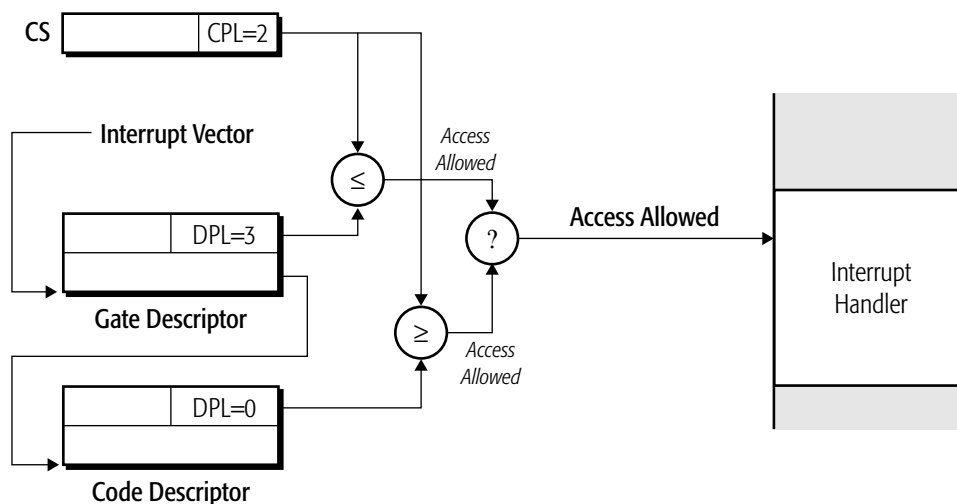 CS
CPL=2
Interrupt Vector
Access
Allowed
≤
DPL=3
?
Access Allowed
Interrupt
Handler
Gate Descriptor
≥
Access
Allowed
DPL=0
Code Descriptor